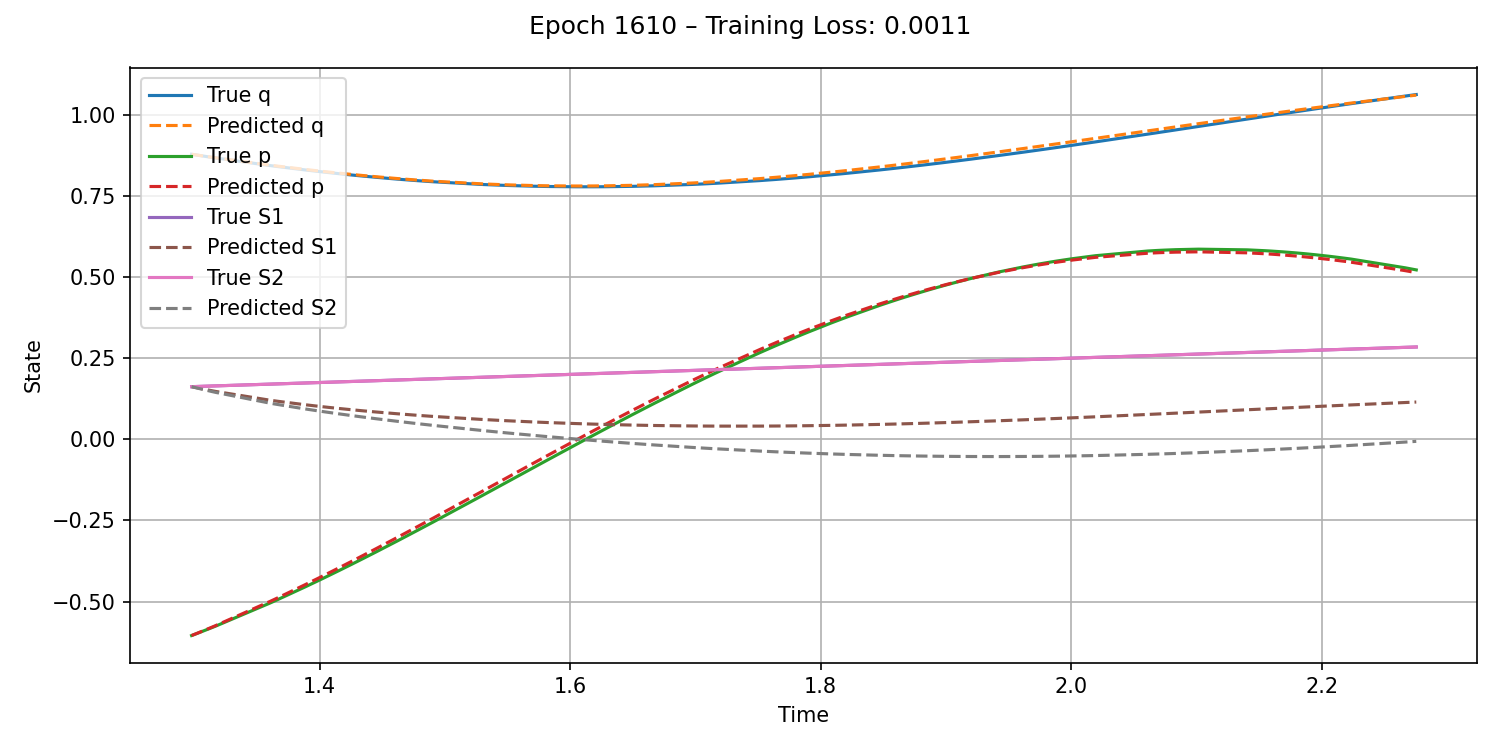 Epoch 1610 – Training Loss: 0.0011
True q
Predicted q
True p
Predicted p
True S1
Predicted S1
True S2
Predicted S2
1.00
0.75
0.50
0.25
0.00
−0.25
−0.50
State
1.4 1.6 1.8 2.0 2.2
Time